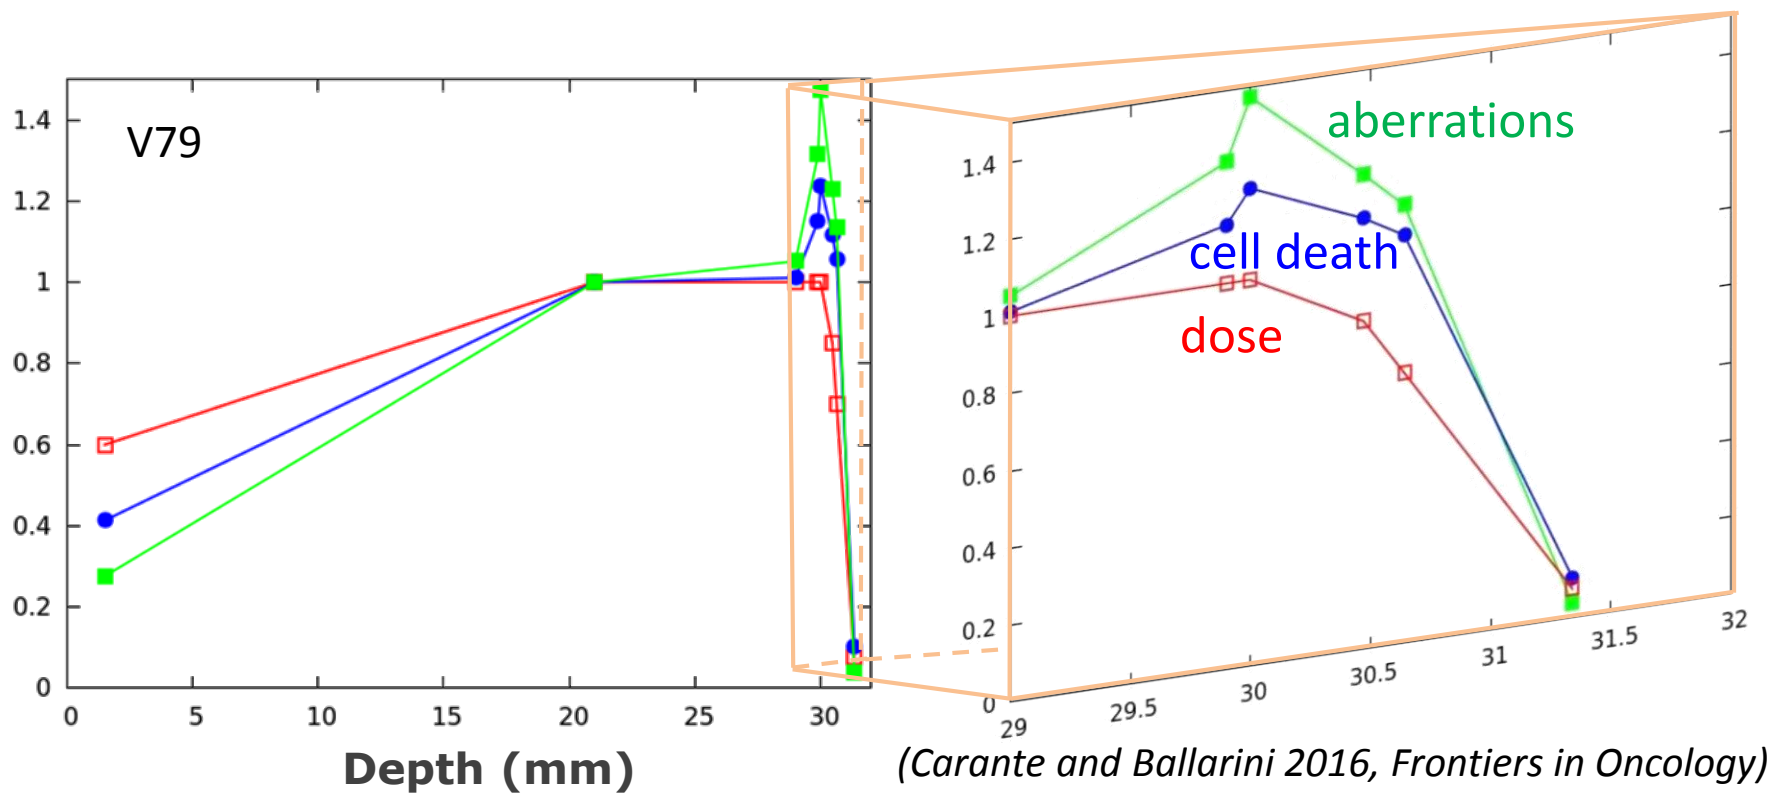 V79
1.4
1.2
1
0.8
0.6
0.4
0.2
0
0 5 10 15 20 25 30
Depth (mm)
aberrations
cell death
dose
1.4
1.2
1
0.8
0.6
0.4
0.2
0
29 29.5 30 30.5 31 31.5 32
(Carante and Ballarini 2016, Frontiers in Oncology)